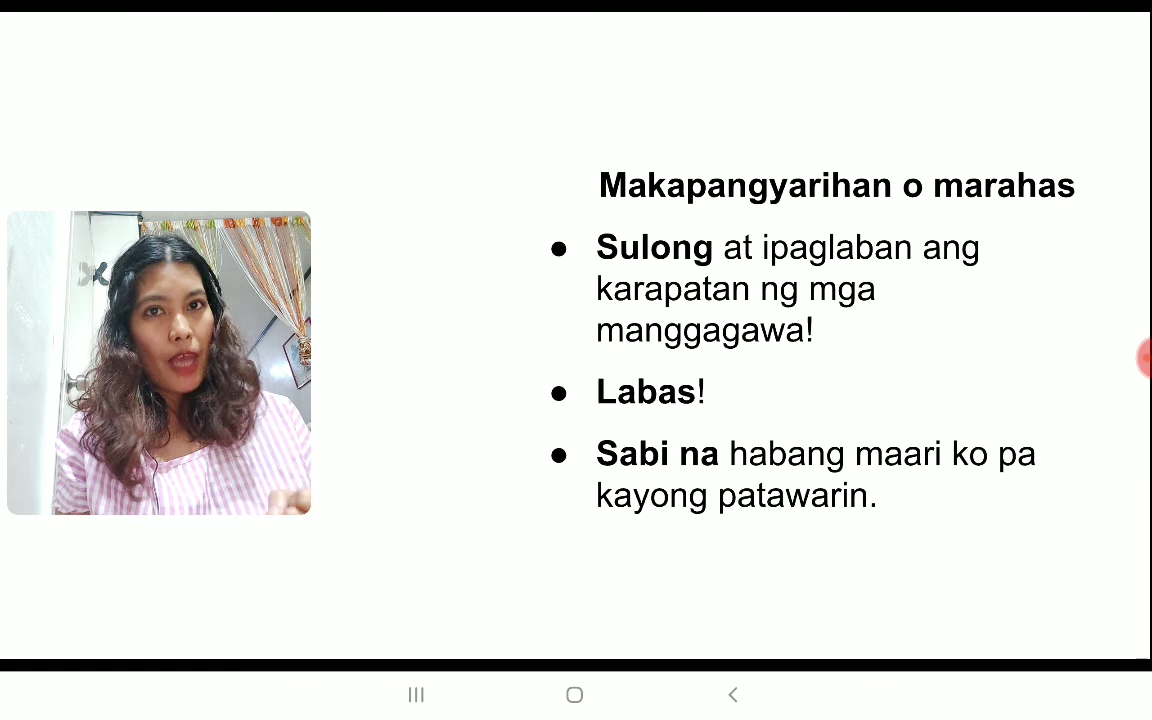 Makapangyarihan o marahas
● Sulong at ipaglaban ang
karapatan ng mga
manggagawa!
● Labas!
● Sabi na habang maari ko pa
kayong patawarin.